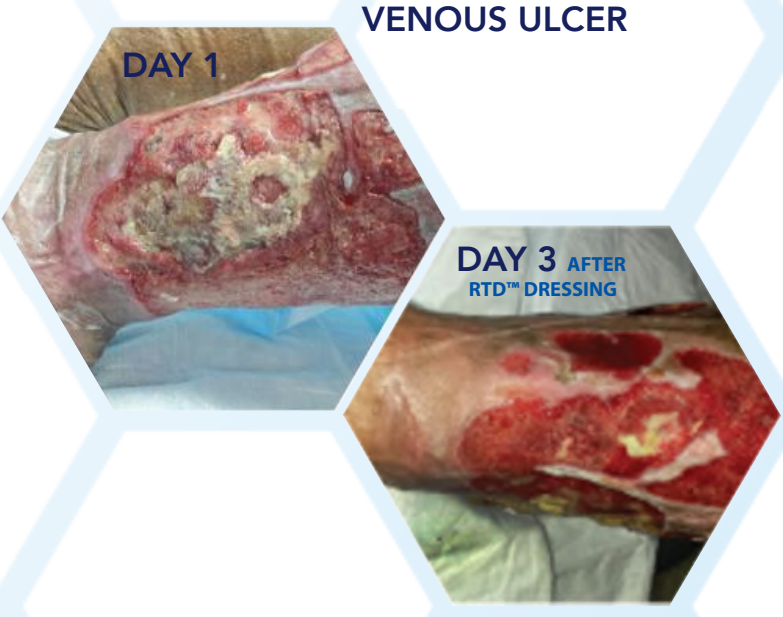 VENOUS ULCER
DAY 1
DAY 3 AFTER
RTD™ DRESSING